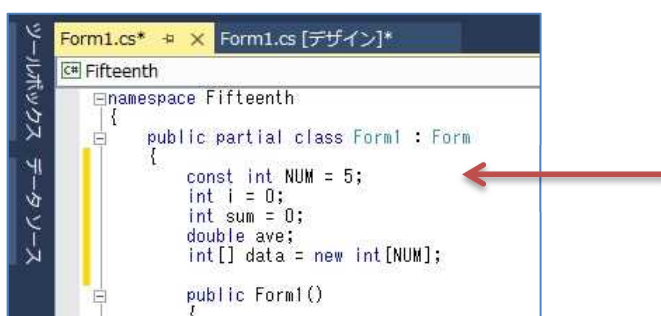 ツールボックス
データソース
Form1.cs* Form1.cs [デザイン]*
C# Fifteenth
namespace Fifteenth
{
public partial class Form1 : Form
{
const int NUM = 5;
int i = 0;
int sum = 0;
double ave;
int[] data = new int[NUM];
public Form1()
{